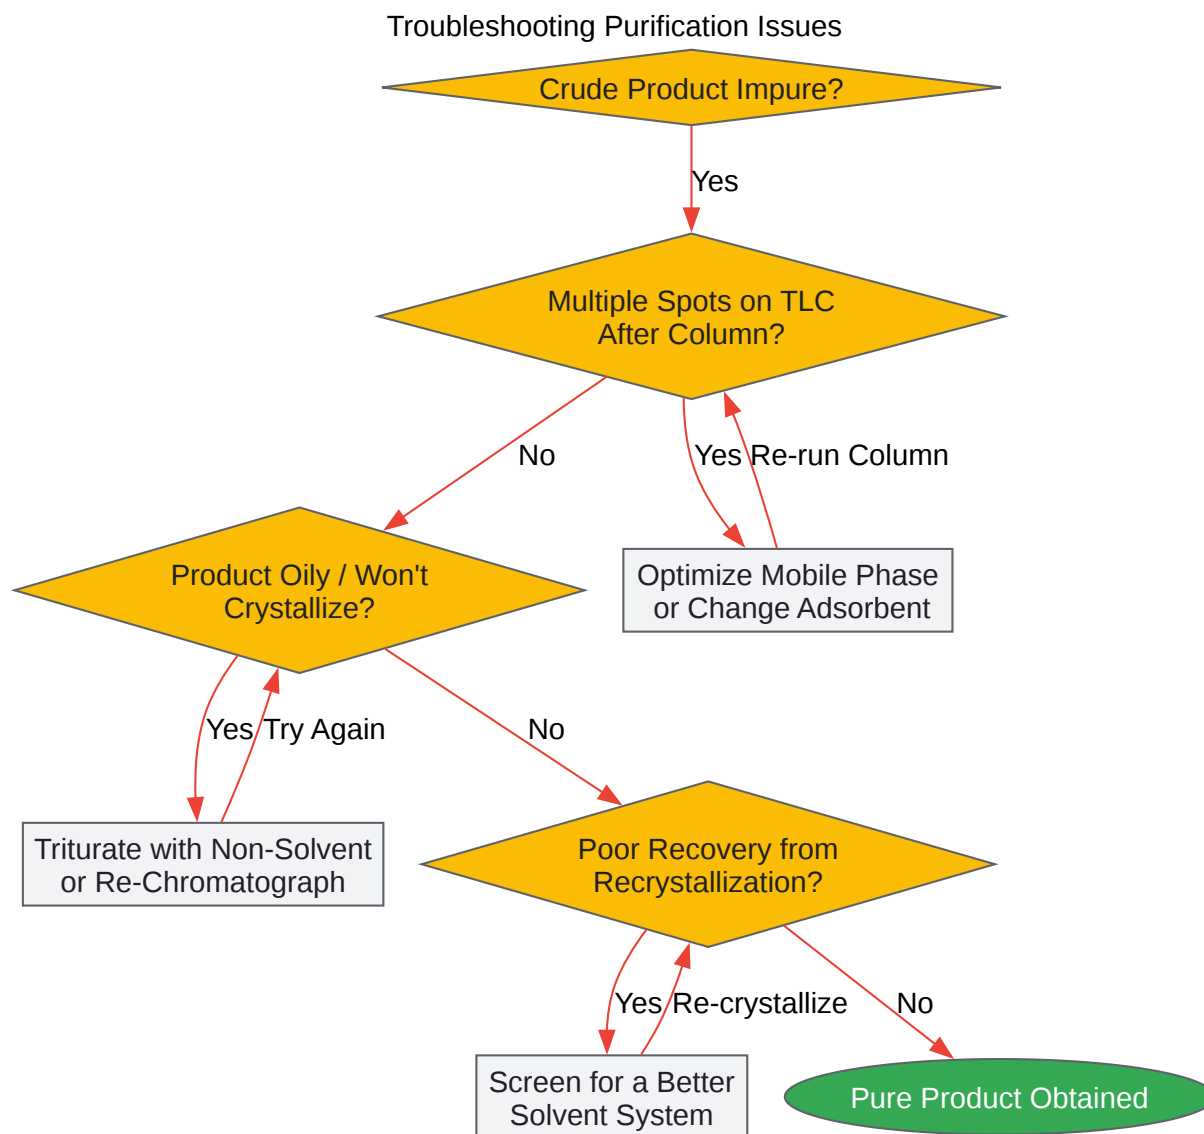 Troubleshooting Purification Issues
Crude Product Impure?
Yes
Multiple Spots on TLC
After Column?
No
Yes
Re-run Column
Product Oily / Won't
Crystallize?
Optimize Mobile Phase
or Change Adsorbent
Yes
Try Again
No
Triturate with Non-Solvent
or Re-Chromatograph
Poor Recovery from
Recrystallization?
Yes
Re-crystallize
No
Screen for a Better
Solvent System
Pure Product Obtained